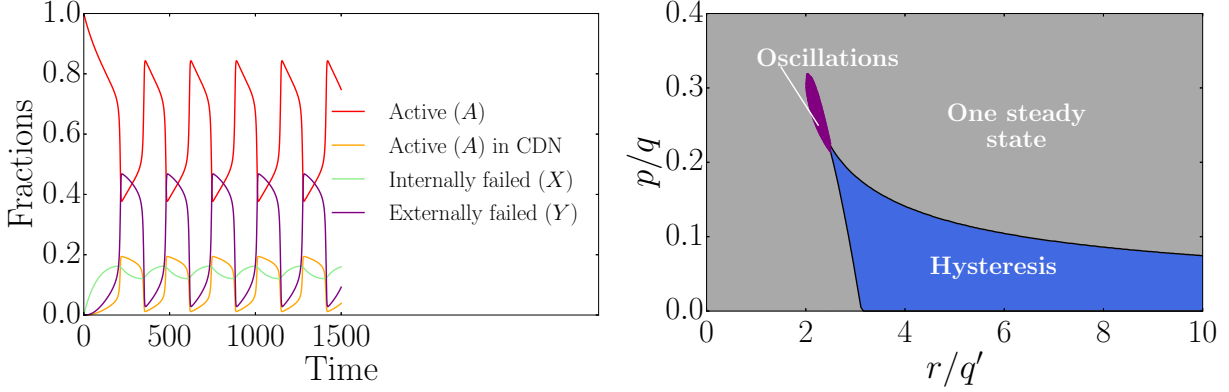 1.0
0.8
0.6
0.4
0.2
0.0
Fractions
0
500
1000
1500
Time
Active (A)
Active (A) in CDN
Internally failed (X)
Externally failed (Y)
0.4
0.3
0.2
0.1
0.0
p/q
0
2
4
6
8
10
r/q′
Oscillations
One steady
state
Hysteresis